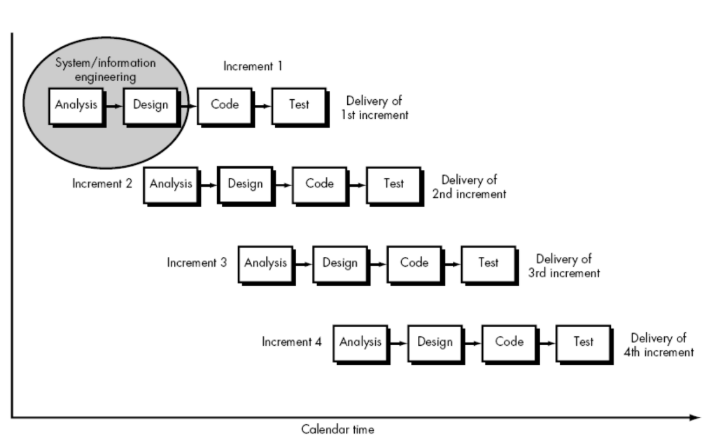 System/information
engineering
Increment 1
Analysis
Design
Code
Test
Delivery of
1st increment
Increment 2
Analysis
Design
Code
Test
Delivery of
2nd increment
Increment 3
Analysis
Design
Code
Test
Delivery of
3rd increment
Increment 4
Analysis
Design
Code
Test
Delivery of
4th increment
Calendar time